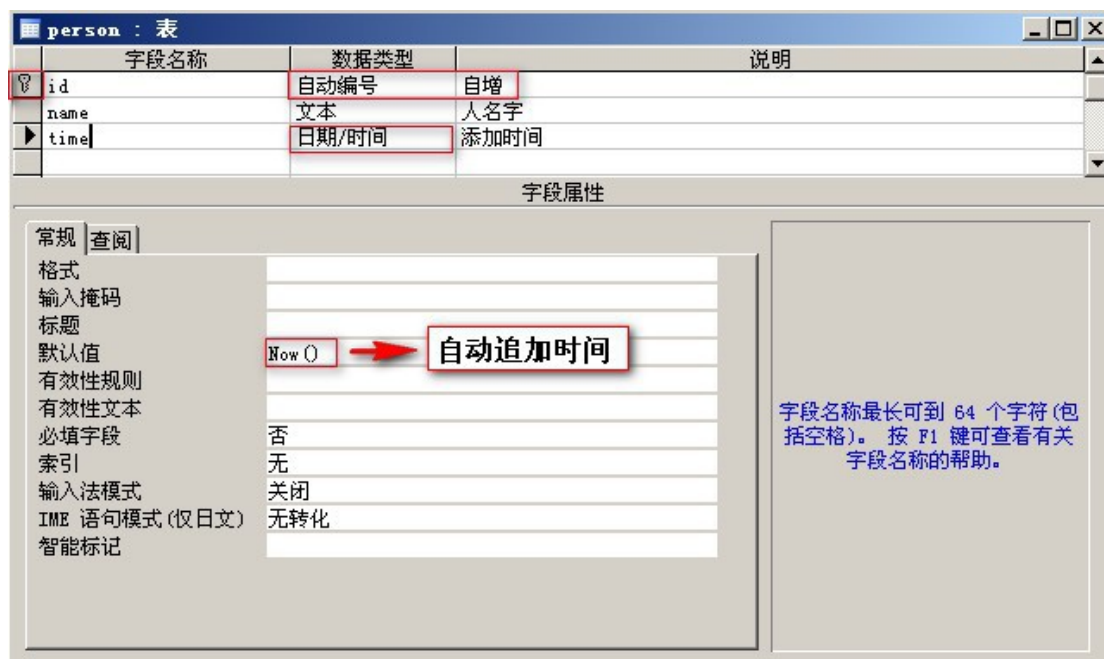 person : 表
字段名称 数据类型 说明
id 自动编号 自增
name 文本 人名字
time 日期/时间 添加时间
字段属性
常规 查阅
格式
输入掩码
标题
默认值 Now() 自动追加时间
有效性规则
有效性文本
必填字段 否
索引 无
输入法模式 关闭
IME 语句模式(仅日文) 无转化
智能标记
字段名称最长可到 64 个字符(包
括空格)。 按 F1 键可查看有关
字段名称的帮助。